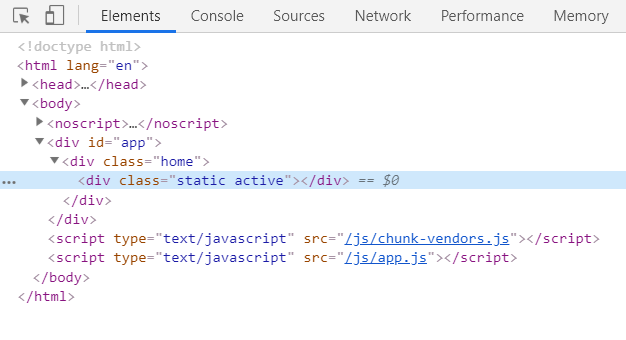 Elements Console Sources Network Performance Memory
<!doctype html>
<html lang="en">
<head>…</head>
<body>
<noscript>…</noscript>
<div id="app">
<div class="home">
… <div class="static active"></div> == $0
</div>
</div>
<script type="text/javascript" src="/js/chunk-vendors.js"></script>
<script type="text/javascript" src="/js/app.js"></script>
</body>
</html>